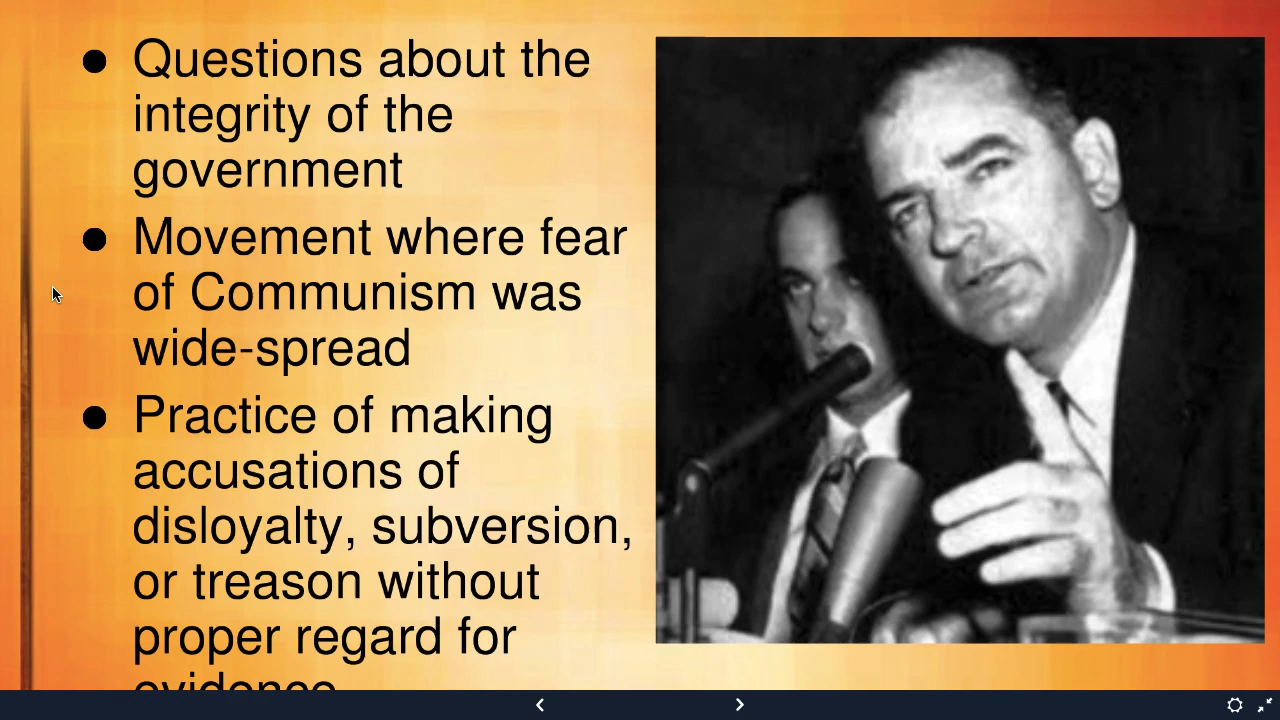 Questions about the
integrity of the
government
Movement where fear
of Communism was
wide-spread
Practice of making
accusations of
disloyalty, subversion,
or treason without
proper regard for
evidence